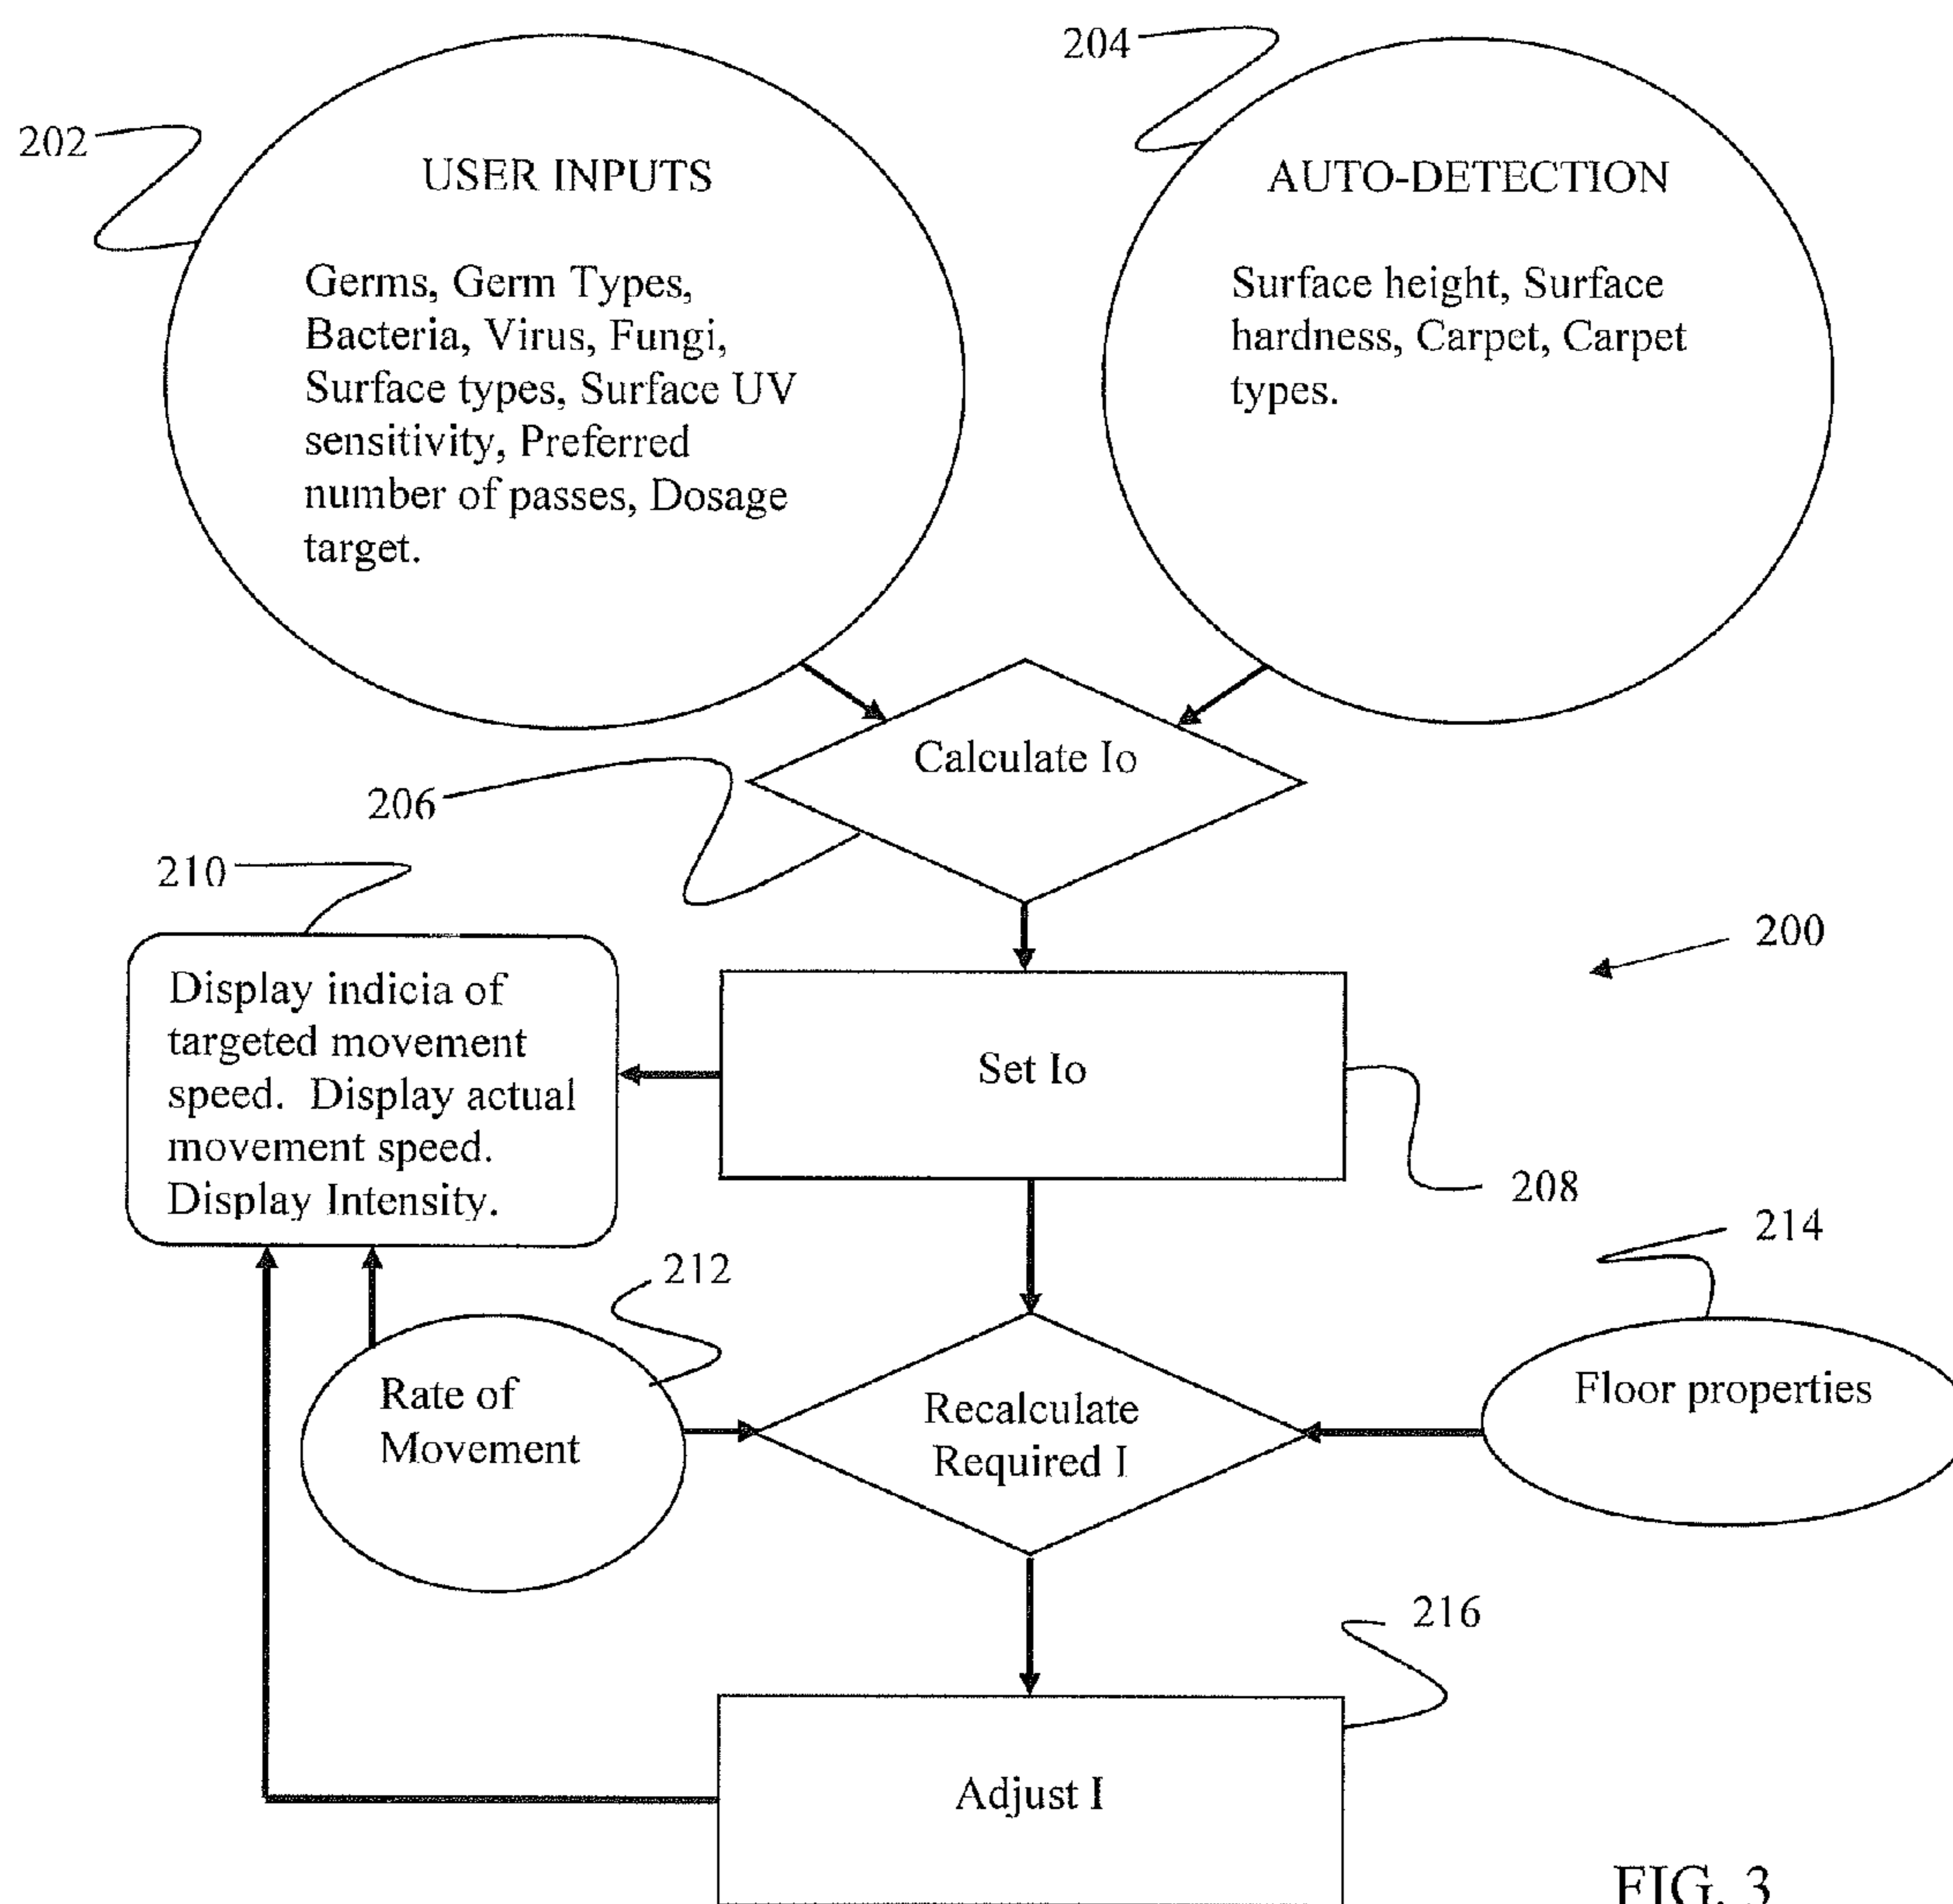 204
202
USER INPUTS
Germs, Germ Types,
Bacteria, Virus, Fungi,
Surface types, Surface UV
sensitivity, Preferred
number of passes, Dosage
target.
AUTO-DETECTION
Surface height, Surface
hardness, Carpet, Carpet
types.
Calculate Io
206
210
200
Display indicia of
targeted movement
speed. Display actual
movement speed.
Display Intensity.
Set Io
208
214
212
Rate of
Movement
Recalculate
Required I
Floor properties
216
Adjust I
FIG. 3